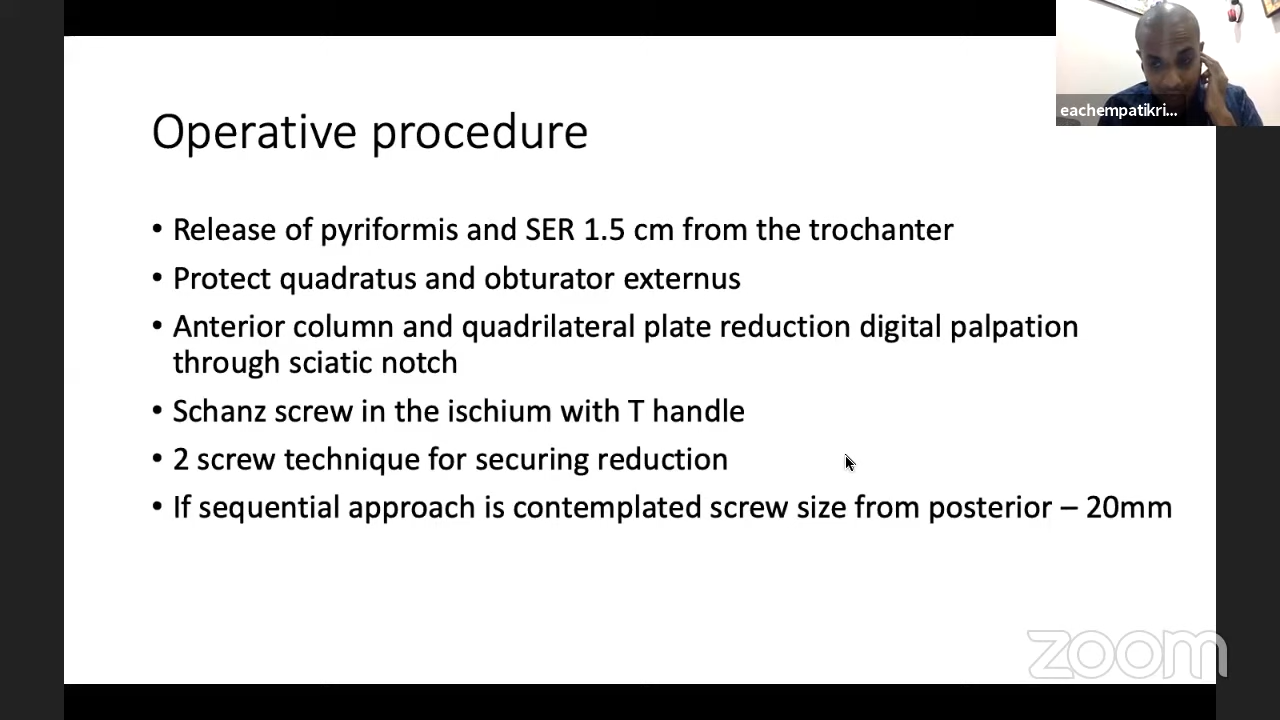 eachempatikri...
Operative procedure
• Release of pyriformis and SER 1.5 cm from the trochanter
• Protect quadratus and obturator externus
• Anterior column and quadrilateral plate reduction digital palpation
through sciatic notch
• Schanz screw in the ischium with T handle
• 2 screw technique for securing reduction
• If sequential approach is contemplated screw size from posterior – 20mm
zoom